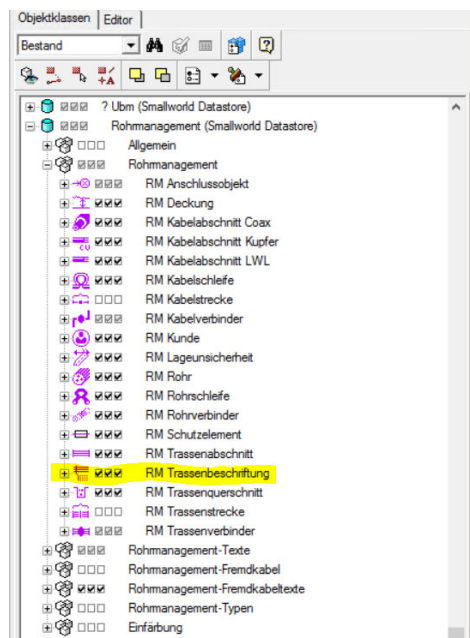 Objektklassen Editor
Bestand
? Ubm (Smallworld Datastore)
Rohrmanagement (Smallworld Datastore)
Allgemein
Rohrmanagement
RM Anschlussobjekt
RM Deckung
RM Kabelabschnitt Coax
RM Kabelabschnitt Kupfer
RM Kabelabschnitt LWL
RM Kabelschleife
RM Kabelstrecke
RM Kabelverbinder
RM Kunde
RM Lageunsicherheit
RM Rohr
RM Rohrschleife
RM Rohrverbinder
RM Schutzelement
RM Trassenabschnitt
RM Trassenbeschriftung
RM Trassenquerschnitt
RM Trassenstrecke
RM Trassenverbinder
Rohrmanagement-Texte
Rohrmanagement-Fremdkabel
Rohrmanagement-Fremdkabeltexte
Rohrmanagement-Typen
Einfärbung